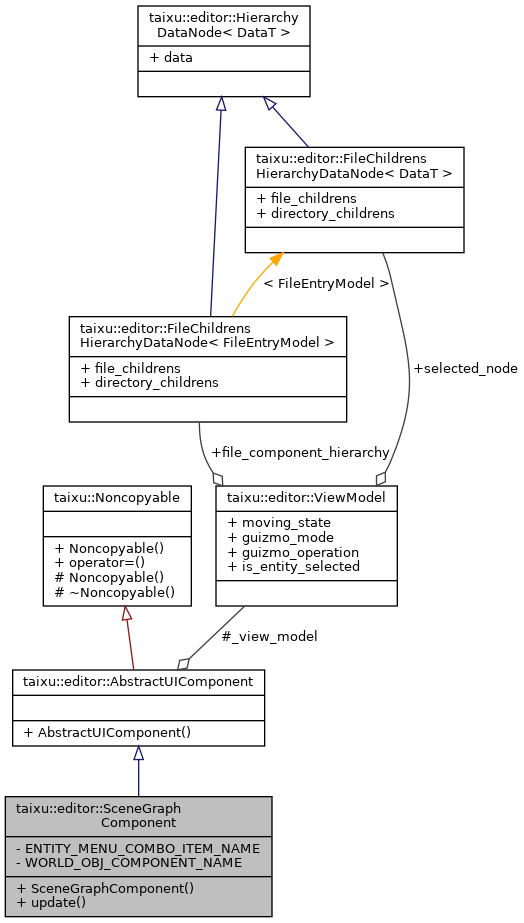 taixu::editor::Hierarchy
DataNode< DataT >
+ data
taixu::editor::FileChildrens
HierarchyDataNode< DataT >
+ file_childrens
+ directory_childrens
< FileEntryModel >
taixu::editor::FileChildrens
HierarchyDataNode< FileEntryModel >
+ file_childrens
+ directory_childrens
+selected_node
+file_component_hierarchy
taixu::Noncopyable
+ Noncopyable()
+ operator=()
# Noncopyable()
# ~Noncopyable()
taixu::editor::ViewModel
+ moving_state
+ guizmo_mode
+ guizmo_operation
+ is_entity_selected
#_view_model
taixu::editor::AbstractUIComponent
+ AbstractUIComponent()
taixu::editor::SceneGraph
Component
- ENTITY_MENU_COMBO_ITEM_NAME
- WORLD_OBJ_COMPONENT_NAME
+ SceneGraphComponent()
+ update()